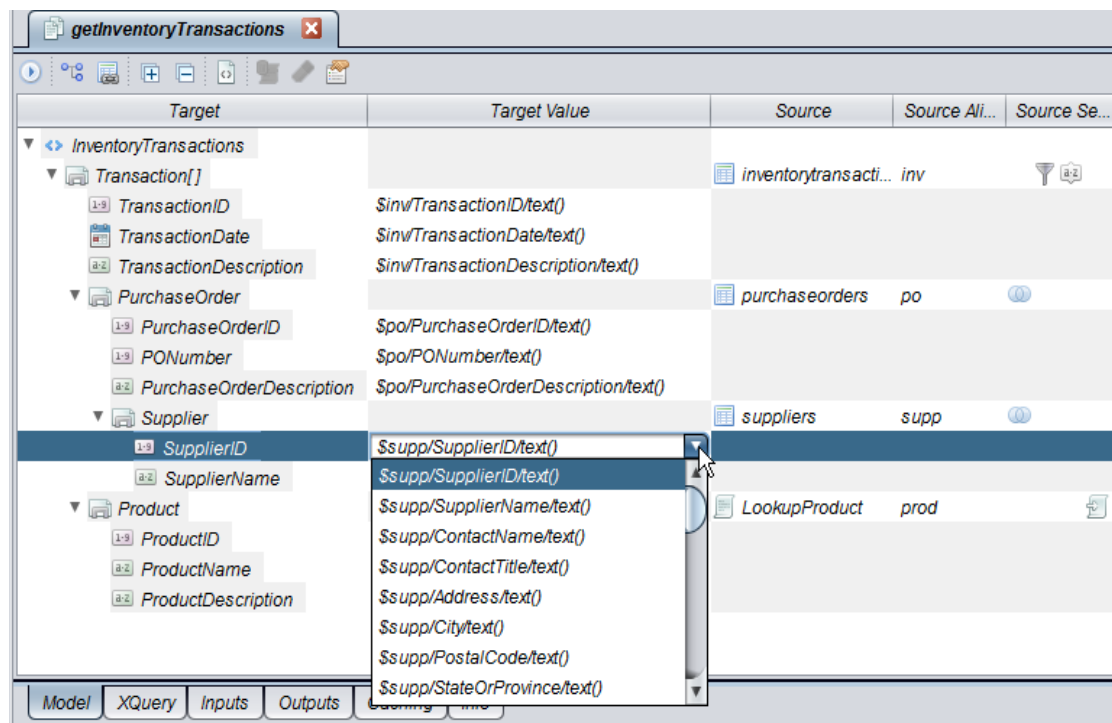 getInventoryTransactions
Target Target Value Source Source Ali... Source Se...
InventoryTransactions
Transaction[] inventorytransacti... inv
TransactionID $inv/TransactionID/text()
TransactionDate $inv/TransactionDate/text()
TransactionDescription $inv/TransactionDescription/text()
PurchaseOrder purchaseorders po
PurchaseOrderID $po/PurchaseOrderID/text()
PONumber $po/PONumber/text()
PurchaseOrderDescription $po/PurchaseOrderDescription/text()
Supplier suppliers supp
SupplierID $supp/SupplierID/text()
SupplierName $supp/SupplierID/text()
$supp/SupplierName/text()
Product LookupProduct prod
ProductID $supp/ContactName/text()
ProductName $supp/ContactTitle/text()
ProductDescription $supp/Address/text()
$supp/City/text()
$supp/PostalCode/text()
$supp/StateOrProvince/text()
Model XQuery Inputs Outputs